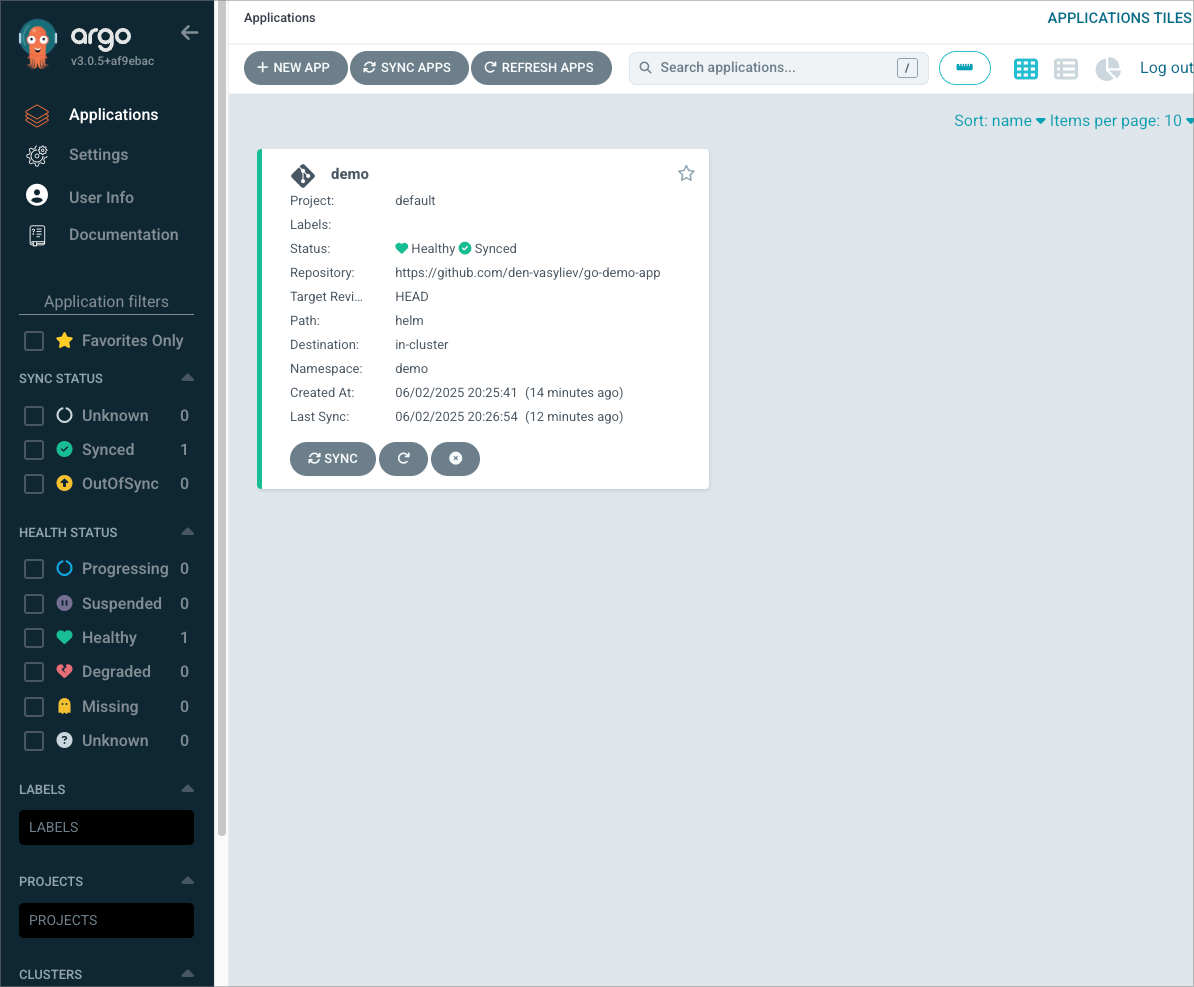 argo
v3.0.5+af9ebac
Applications
Settings
User Info
Documentation
Application filters
Favorites Only
SYNC STATUS
Unknown 0
Synced 1
OutOfSync 0
HEALTH STATUS
Progressing 0
Suspended 0
Healthy 1
Degraded 0
Missing 0
Unknown 0
LABELS
LABELS
PROJECTS
PROJECTS
CLUSTERS
Applications
APPLICATIONS TILES
NEW APP SYNC APPS REFRESH APPS Search applications... / Log out
Sort: name Items per page: 10
demo
Project: default
Labels:
Status: Healthy Synced
Repository: https://github.com/den-vasyliev/go-demo-app
Target Revi... HEAD
Path: helm
Destination: in-cluster
Namespace: demo
Created At: 06/02/2025 20:25:41 (14 minutes ago)
Last Sync: 06/02/2025 20:26:54 (12 minutes ago)
SYNC